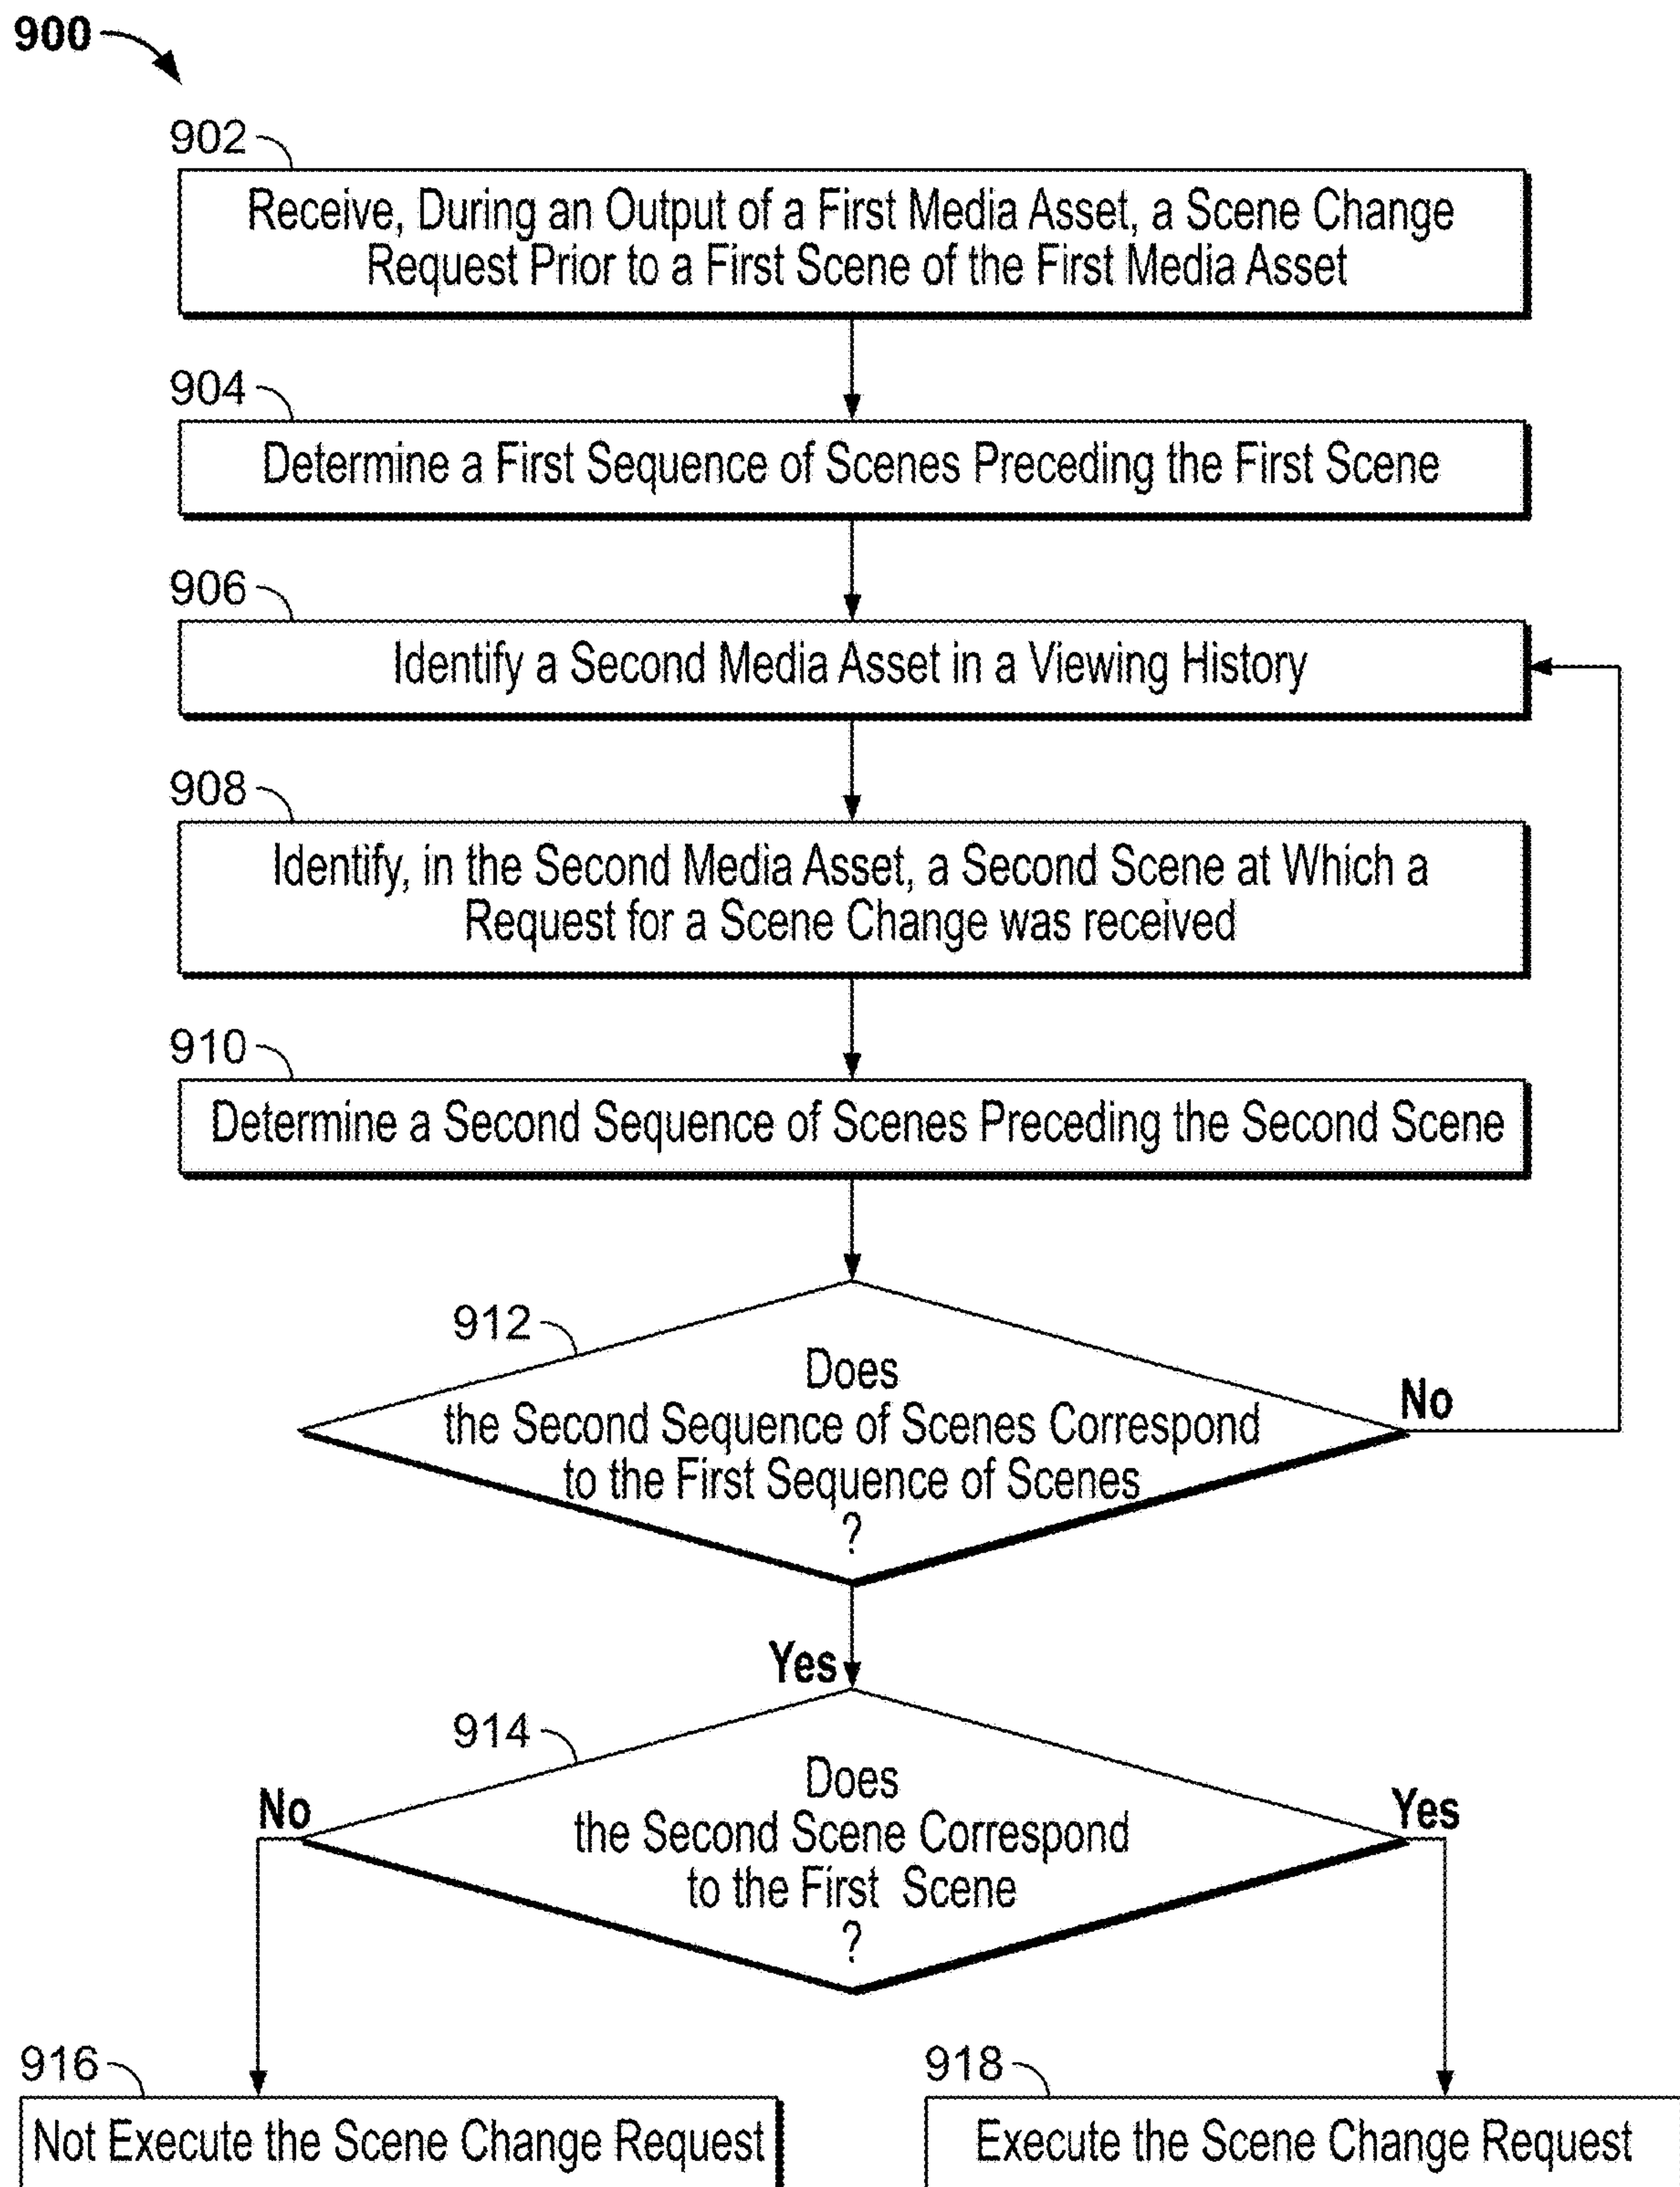 900
902
Receive, During an Output of a First Media Asset, a Scene Change
Request Prior to a First Scene of the First Media Asset
904
Determine a First Sequence of Scenes Preceding the First Scene
906
Identify a Second Media Asset in a Viewing History
908
Identify, in the Second Media Asset, a Second Scene at Which a
Request for a Scene Change was received
910
Determine a Second Sequence of Scenes Preceding the Second Scene
912
Does
the Second Sequence of Scenes Correspond
to the First Sequence of Scenes
?
No
Yes
914
Does
the Second Scene Correspond
to the First Scene
?
No
Yes
916
Not Execute the Scene Change Request
918
Execute the Scene Change Request